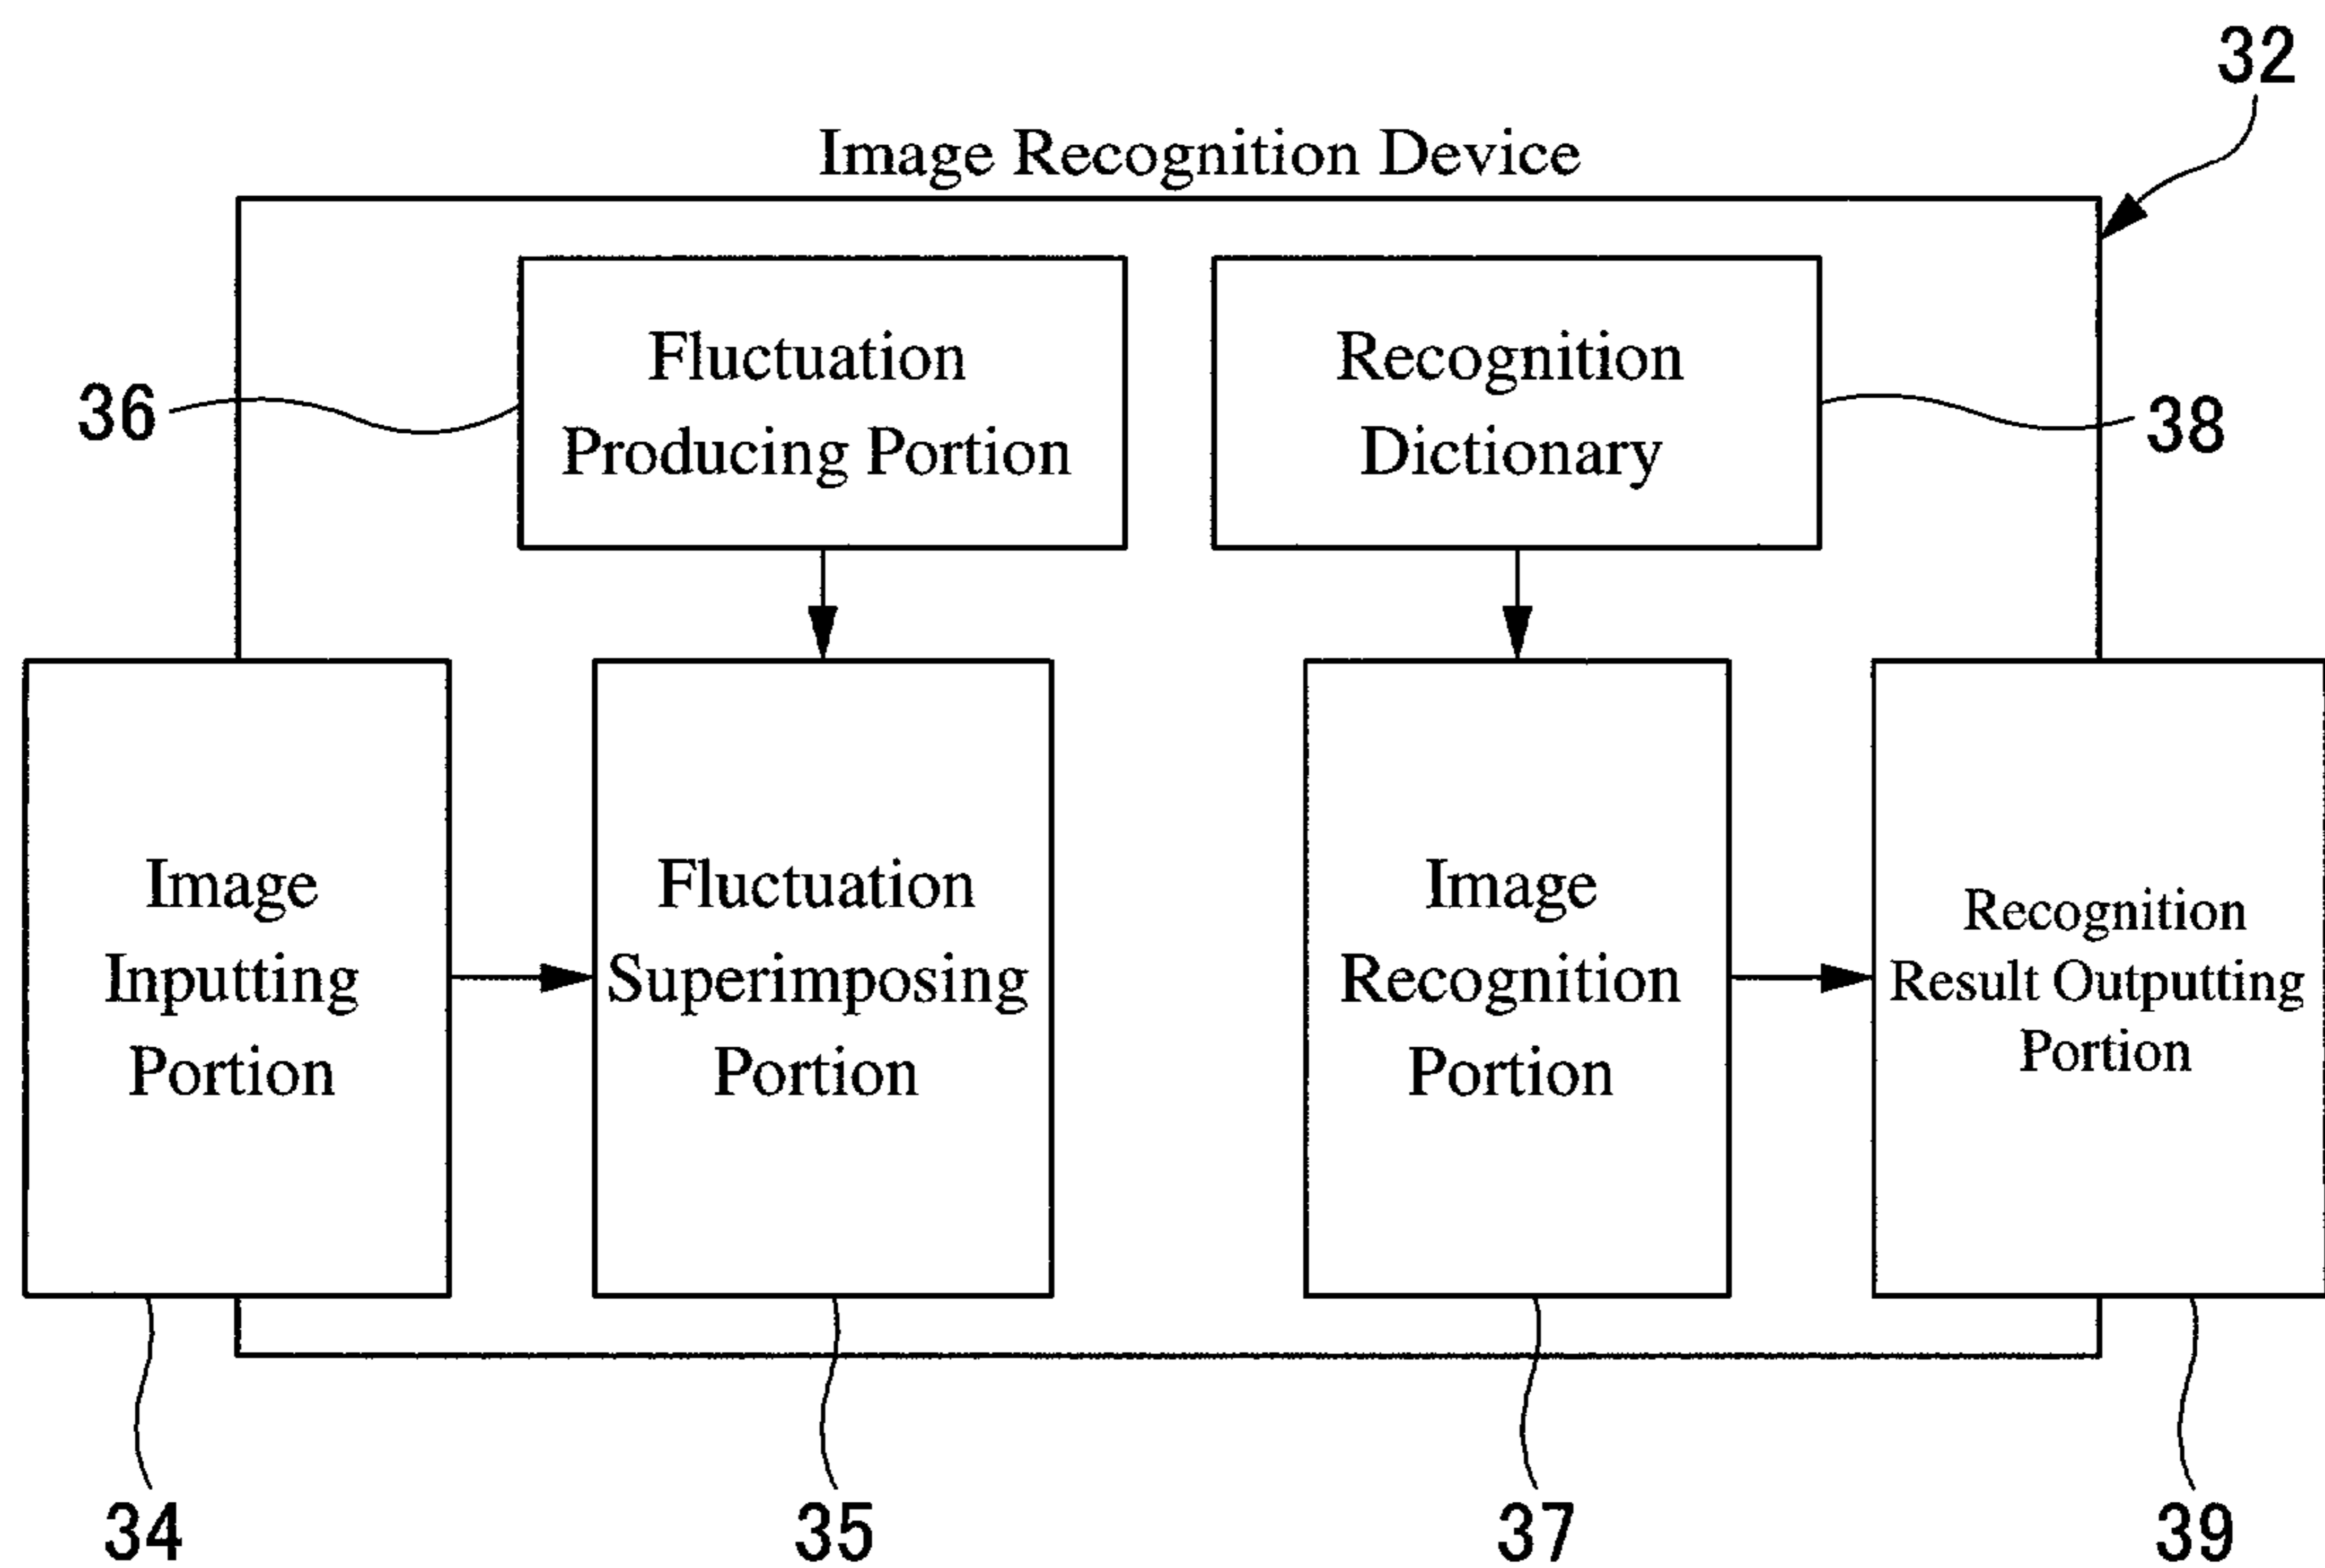 32
Image Recognition Device
Fluctuation
Producing Portion
Recognition
Dictionary
36
38
Image
Inputting
Portion
Fluctuation
Superimposing
Portion
Image
Recognition
Portion
Recognition
Result Outputting
Portion
34
35
37
39